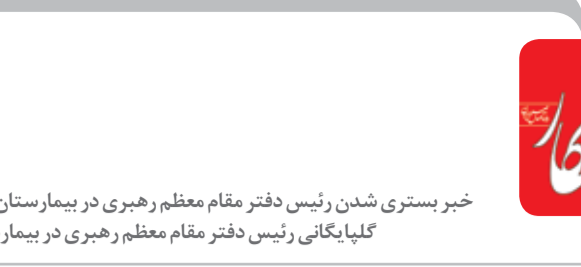 خبر بستری شدن رئیس دفتر مقام معظم رهبری در بیمارستان
گلپایگانی رئیس دفتر مقام معظم رهبری در بیمار